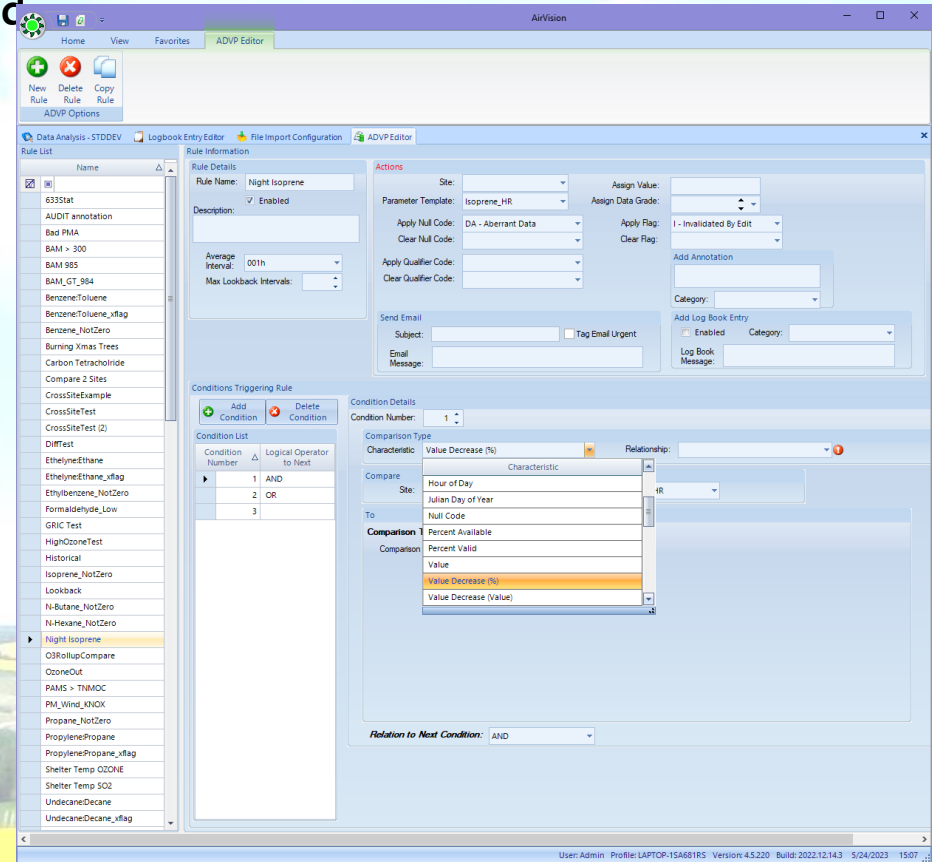 d
AirVision
Home View Favorites ADVP Editor
New Rule Delete Rule Copy Rule
ADVP Options
Data Analysis - STDDEV Logbook Entry Editor File Import Configuration ADVP Editor
Rule List
Name
633Stat
AUDIT annotation
Bad PMA
BAM > 300
BAM 985
BAM_GT_984
Benzene:Toluene
Benzene:Toluene_xflag
Benzene_NotZero
Burning Xmas Trees
Carbon Tetracholride
Compare 2 Sites
CrossSiteExample
CrossSiteTest
CrossSiteTest (2)
DiffTest
Ethelyne:Ethane
Ethelyne:Ethane_xflag
Ethylbenzene_NotZero
Formaldehyde_Low
GRIC Test
HighOzoneTest
Historical
Isoprene_NotZero
Lookback
N-Butane_NotZero
N-Hexane_NotZero
Night Isoprene
O3RollupCompare
OzoneOut
PAMS > TNMOC
PM_Wind_KNOX
Propane_NotZero
Propylene:Propane
Propylene:Propane_xflag
Shelter Temp OZONE
Shelter Temp SO2
Undecane:Decane
Undecane:Decane_xflag
Rule Information
Rule Details
Rule Name: Night Isoprene
Enabled
Description:
Average Interval: 001h
Max Lookback Intervals:
Actions
Site:
Parameter Template: Isoprene_HR
Apply Null Code: DA - Aberrant Data
Clear Null Code:
Apply Qualifier Code:
Clear Qualifier Code:
Assign Value:
Assign Data Grade:
Apply Flag: I - Invalidated By Edit
Clear Flag:
Add Annotation
Category:
Send Email
Subject: Tag Email Urgent
Email Message:
Add Log Book Entry
Enabled Category:
Log Book Message:
Conditions Triggering Rule
Add Condition Delete Condition
Condition List
Condition Number Logical Operator to Next
1 AND
2 OR
3
Condition Details
Condition Number: 1
Comparison Type
Characteristic Value Decrease (%) Relationship:
Characteristic
Hour of Day
Julian Day of Year
Null Code
Percent Available
Percent Valid
Value
Value Decrease (%)
Value Decrease (Value)
Compare
Site: HR
To
Comparison T
Comparison
Relation to Next Condition: AND
User: Admin Profile: LAPTOP-1SA681RS Version: 4.5.220 Build: 2022.12.14.3 5/24/2023 15:07